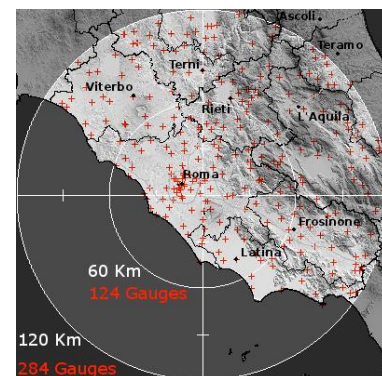 Ascoli
Teramo
Terni
Viterbo
Rieti
L'Aquila
Roma
Frosinone
Latina
60 Km
124 Gauges
120 Km
284 Gauges